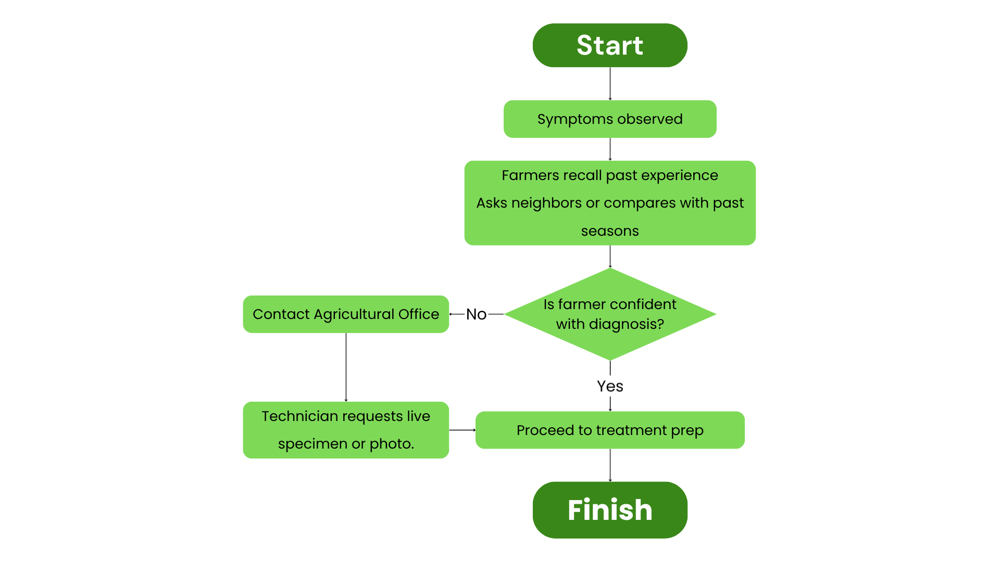 Start
Symptoms observed
Farmers recall past experience
Asks neighbors or compares with past
seasons
Is farmer confident
with diagnosis?
No
Contact Agricultural Office
Yes
Technician requests live
specimen or photo.
Proceed to treatment prep
Finish